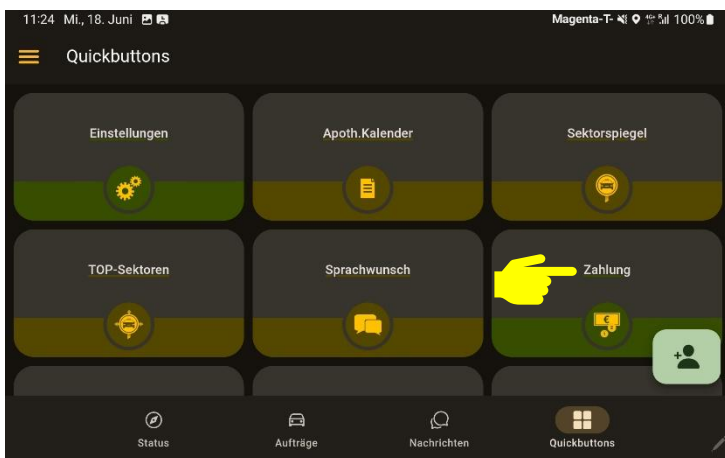 11:24 Mi., 18. Juni Magenta-T- 100%
Quickbuttons
Einstellungen Apoth.Kalender Sektorspiegel
TOP-Sektoren Sprachwunsch Zahlung
Status Aufträge Nachrichten Quickbuttons